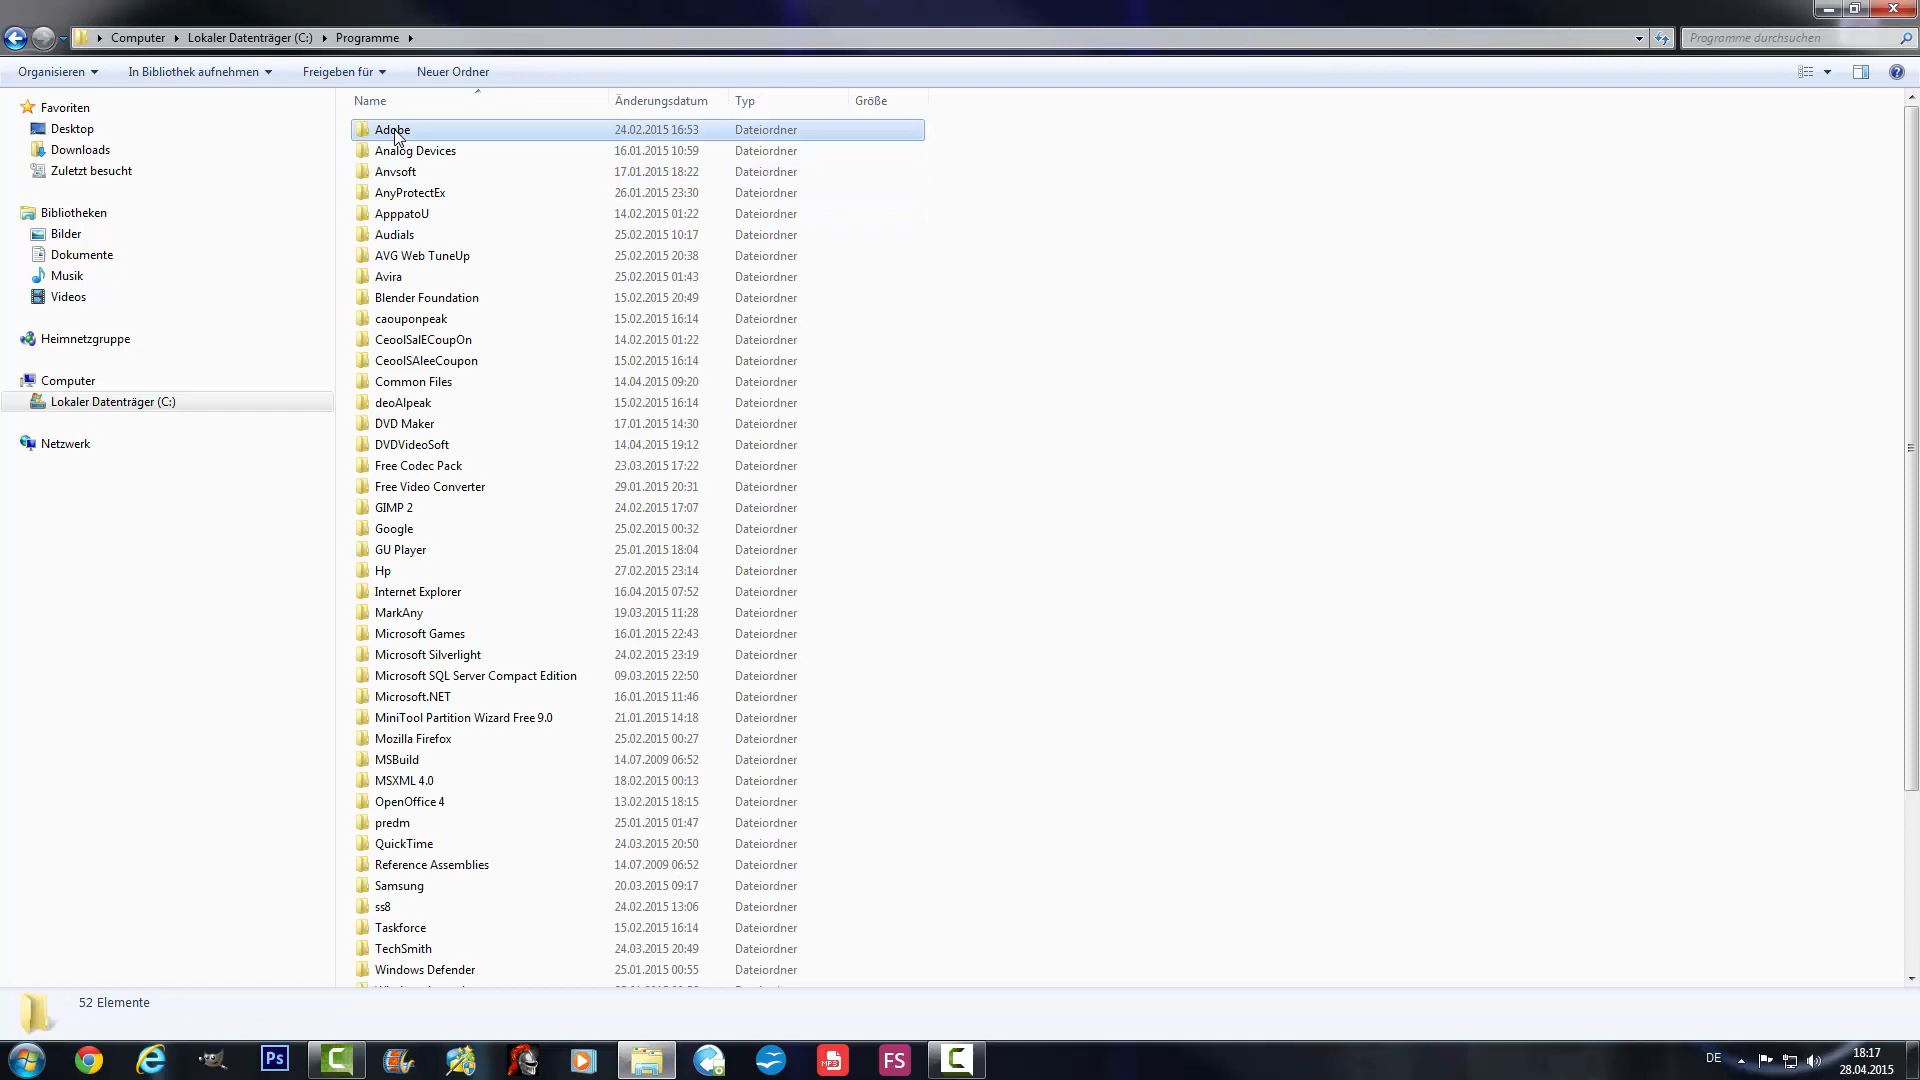 Computer Lokaler Datenträger (C:) Programme
Programme durchsuchen
Organisieren In Bibliothek aufnehmen Freigeben für Neuer Ordner
Favoriten
Desktop
Downloads
Zuletzt besucht
Bibliotheken
Bilder
Dokumente
Musik
Videos
Heimnetzgruppe
Computer
Lokaler Datenträger (C:)
Netzwerk
Name Änderungsdatum Typ Größe
Adobe 24.02.2015 16:53 Dateiordner
Analog Devices 16.01.2015 10:59 Dateiordner
Anvsoft 17.01.2015 18:22 Dateiordner
AnyProtectEx 26.01.2015 23:30 Dateiordner
ApppatoU 14.02.2015 01:22 Dateiordner
Audials 25.02.2015 10:17 Dateiordner
AVG Web TuneUp 25.02.2015 20:38 Dateiordner
Avira 25.02.2015 01:43 Dateiordner
Blender Foundation 15.02.2015 20:49 Dateiordner
caouponpeak 15.02.2015 16:14 Dateiordner
CeoolSalECoupOn 14.02.2015 01:22 Dateiordner
CeoolSAleeCoupon 15.02.2015 16:14 Dateiordner
Common Files 14.04.2015 09:20 Dateiordner
deoAlpeak 15.02.2015 16:14 Dateiordner
DVD Maker 17.01.2015 14:30 Dateiordner
DVDVideoSoft 14.04.2015 19:12 Dateiordner
Free Codec Pack 23.03.2015 17:22 Dateiordner
Free Video Converter 29.01.2015 20:31 Dateiordner
GIMP 2 24.02.2015 17:07 Dateiordner
Google 25.02.2015 00:32 Dateiordner
GU Player 25.01.2015 18:04 Dateiordner
Hp 27.02.2015 23:14 Dateiordner
Internet Explorer 16.04.2015 07:52 Dateiordner
MarkAny 19.03.2015 11:28 Dateiordner
Microsoft Games 16.01.2015 22:43 Dateiordner
Microsoft Silverlight 24.02.2015 23:19 Dateiordner
Microsoft SQL Server Compact Edition 09.03.2015 22:50 Dateiordner
Microsoft.NET 16.01.2015 11:46 Dateiordner
MiniTool Partition Wizard Free 9.0 21.01.2015 14:18 Dateiordner
Mozilla Firefox 25.02.2015 00:27 Dateiordner
MSBuild 14.07.2009 06:52 Dateiordner
MSXML 4.0 18.02.2015 00:13 Dateiordner
OpenOffice 4 13.02.2015 18:15 Dateiordner
predm 25.01.2015 01:47 Dateiordner
QuickTime 24.03.2015 20:50 Dateiordner
Reference Assemblies 14.07.2009 06:52 Dateiordner
Samsung 20.03.2015 09:17 Dateiordner
ss8 24.02.2015 13:06 Dateiordner
Taskforce 15.02.2015 16:14 Dateiordner
TechSmith 24.03.2015 20:49 Dateiordner
Windows Defender 25.01.2015 00:55 Dateiordner
52 Elemente
Ps MP3 FS DE 18:17
28.04.2015